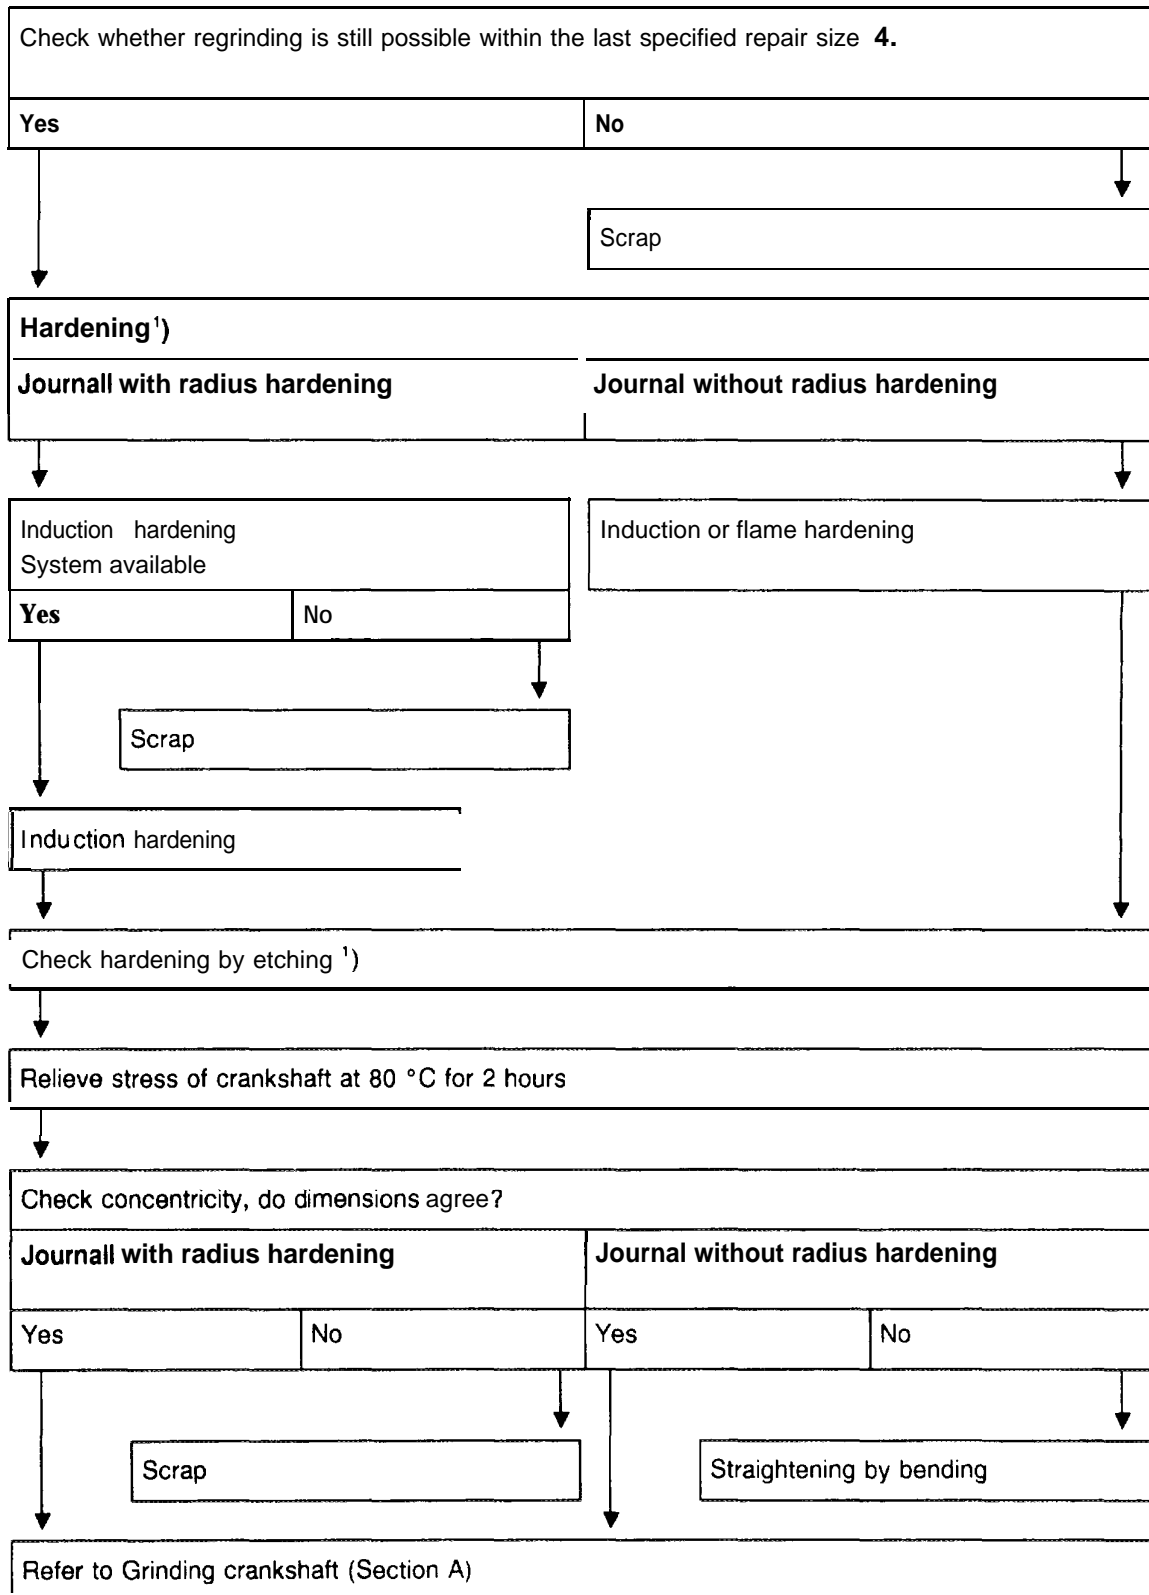 Check whether regrinding is still possible within the last specified repair size 4.
Yes
No
Scrap
Hardening¹)
Journall with radius hardening
Journal without radius hardening
Induction hardening
System available
Induction or flame hardening
Yes
No
Scrap
Induction hardening
Check hardening by etching ¹)
Relieve stress of crankshaft at 80 °C for 2 hours
Check concentricity, do dimensions agree?
Journall with radius hardening
Journal without radius hardening
Yes
No
Yes
No
Scrap
Straightening by bending
Refer to Grinding crankshaft (Section A)